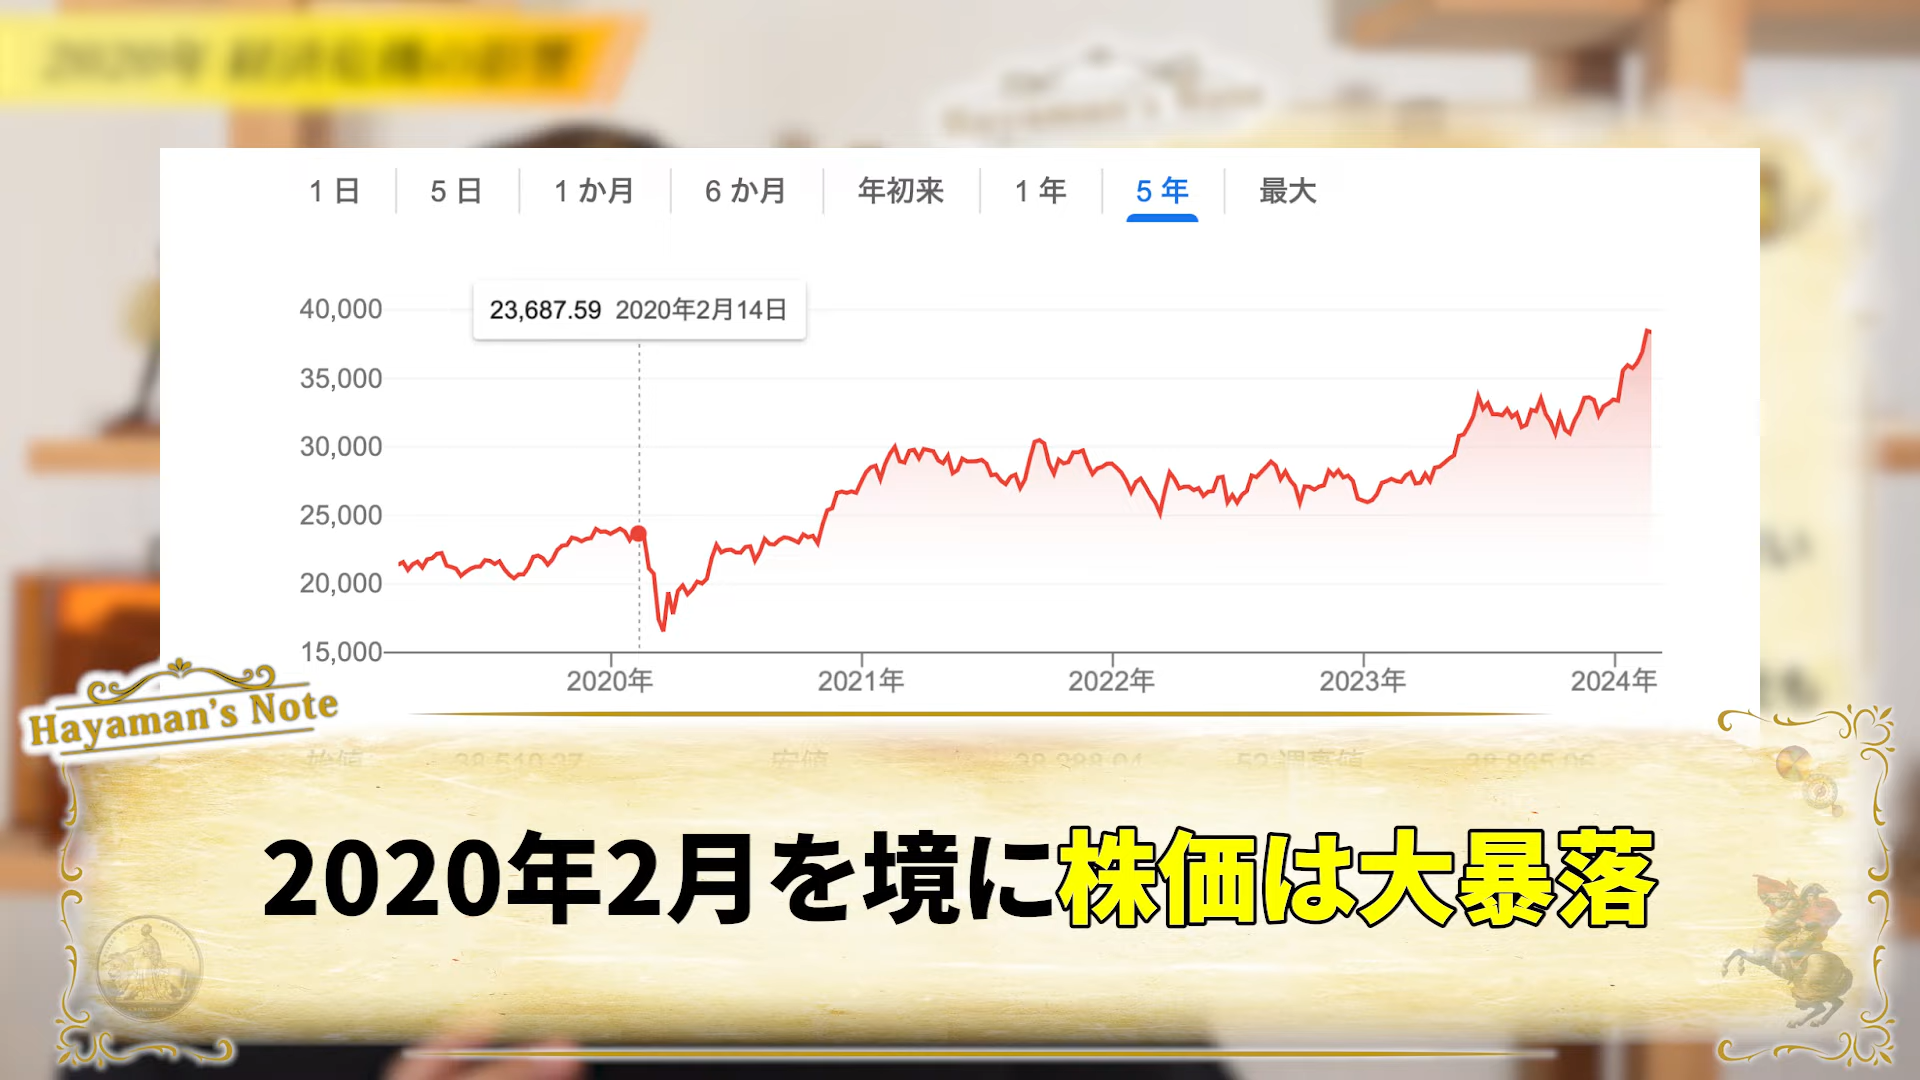 1 日
5 日
1 か月
6 か月
年初来
1 年
5 年
最大
23,687.59 2020年2月14日
40,000
35,000
30,000
25,000
20,000
15,000
2020年
2021年
2022年
2023年
2024年
Hayaman's Note
2020年2月を境に株価は大暴落